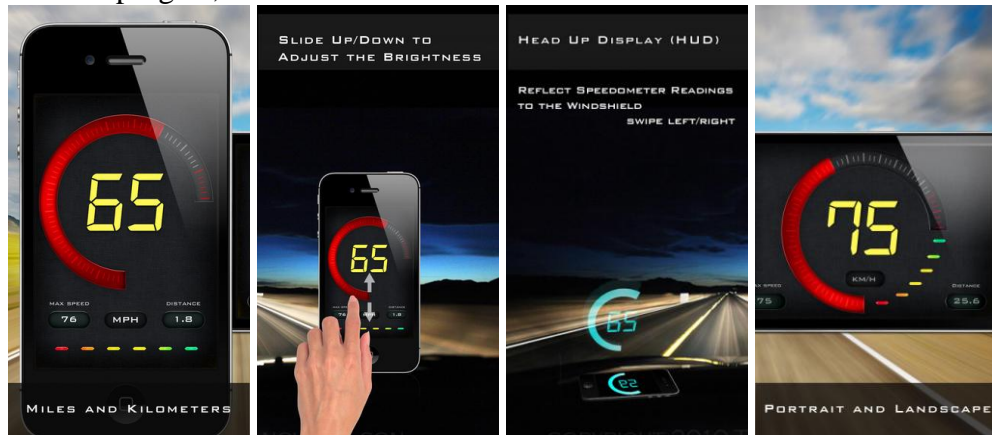 65
MAX SPEED
DISTANCE
76
MPH
1.8
MILES AND KILOMETERS
SLIDE UP/DOWN TO
ADJUST THE BRIGHTNESS
65
76
1.8
HEAD UP DISPLAY (HUD)
REFLECT SPEEDOMETER READINGS
TO THE WINDSHIELD
SWIPE LEFT/RIGHT
65
75
KM/H
AX SPEED
DISTANCE
75
25.6
PORTRAIT AND LANDSCAPE